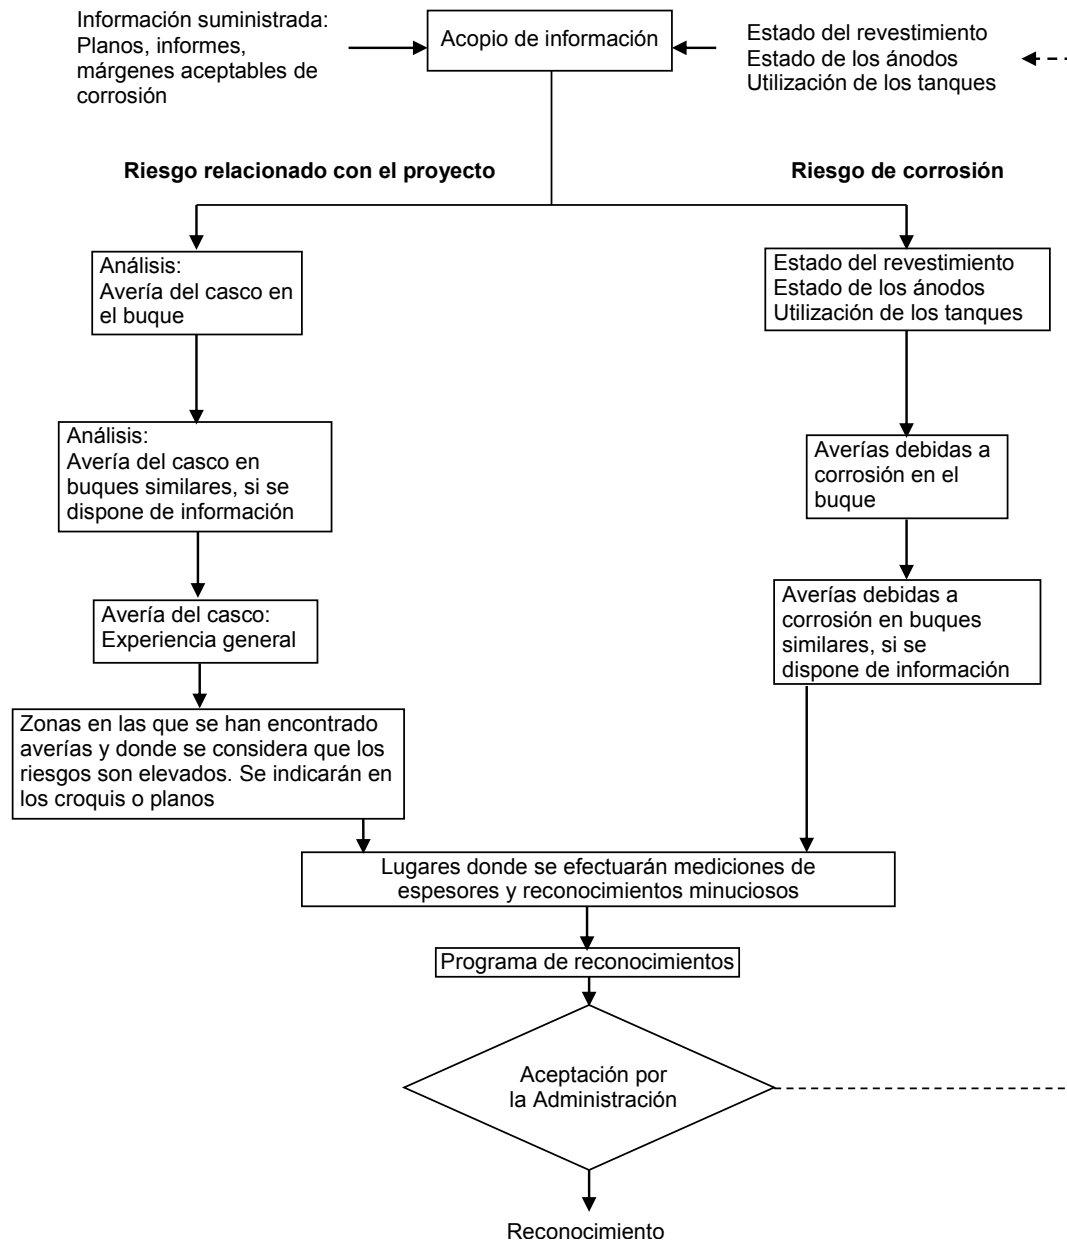 Información suministrada:
Planos, informes,
márgenes aceptables de
corrosión
Acopio de información
Estado del revestimiento
Estado de los ánodos
Utilización de los tanques
Riesgo relacionado con el proyecto
Riesgo de corrosión
Análisis:
Avería del casco en
el buque
Estado del revestimiento
Estado de los ánodos
Utilización de los tanques
Análisis:
Avería del casco en
buques similares, si se
dispone de información
Averías debidas a
corrosión en el
buque
Avería del casco:
Experiencia general
Averías debidas a
corrosión en buques
similares, si se
dispone de información
Zonas en las que se han encontrado
averías y donde se considera que los
riesgos son elevados. Se indicarán en
los croquis o planos
Lugares donde se efectuarán mediciones de
espesores y reconocimientos minuciosos
Programa de reconocimientos
Aceptación por
la Administración
Reconocimiento